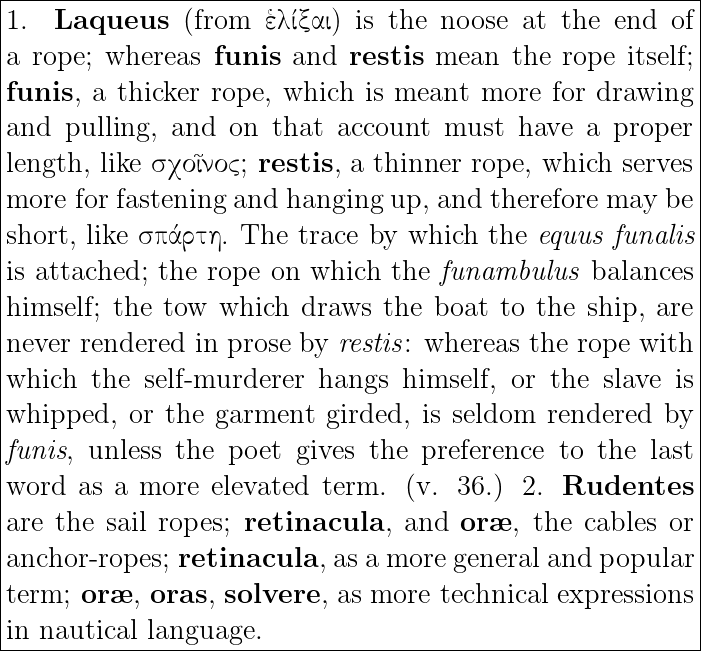 1. Laqueus (from ἑλίξαι) is the noose at the end of
a rope; whereas funis and restis mean the rope itself;
funis, a thicker rope, which is meant more for drawing
and pulling, and on that account must have a proper
length, like σχοῖνος; restis, a thinner rope, which serves
more for fastening and hanging up, and therefore may be
short, like σπάρτη. The trace by which the equus funalis
is attached; the rope on which the funambulus balances
himself; the tow which draws the boat to the ship, are
never rendered in prose by restis: whereas the rope with
which the self-murderer hangs himself, or the slave is
whipped, or the garment girded, is seldom rendered by
funis, unless the poet gives the preference to the last
word as a more elevated term. (v. 36.) 2. Rudentes
are the sail ropes; retinacula, and oræ, the cables or
anchor-ropes; retinacula, as a more general and popular
term; oræ, oras, solvere, as more technical expressions
in nautical language.